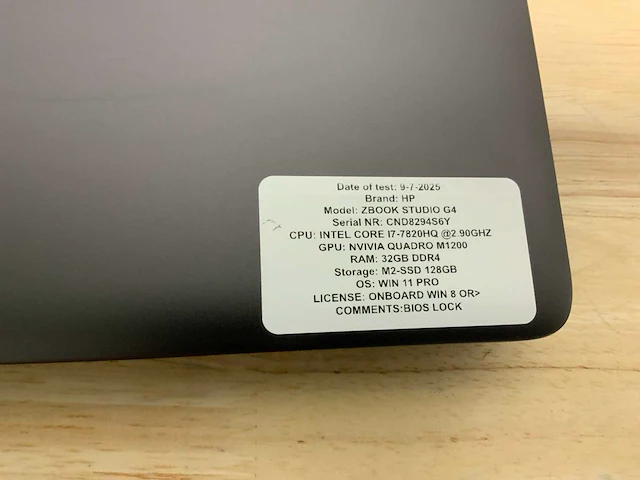 Date of test: 9-7-2025
Brand: HP
Model: ZBOOK STUDIO G4
Serial NR: CND8294S6Y
CPU: INTEL CORE I7-7820HQ @2.90GHZ
GPU: NVIVIA QUADRO M1200
RAM: 32GB DDR4
Storage: M2-SSD 128GB
OS: WIN 11 PRO
LICENSE: ONBOARD WIN 8 OR>
COMMENTS:BIOS LOCK